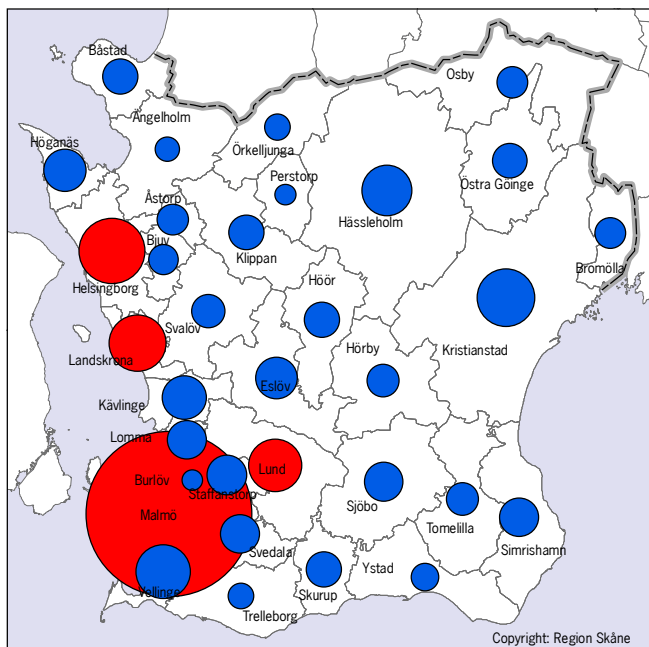 Båstad
Osby
Ängelholm
Höganäs
Örkelljunga
Perstorp
Östra Göinge
Åstorp
Hässleholm
Bjuv
Klippan
Bromölla
Helsingborg
Höör
Svalöv
Kristianstad
Landskrona
Hörby
Eslöv
Kävlinge
Lomma
Lund
Burlöv
Staffanstorp
Sjöbo
Malmö
Tomelilla
Simrishamn
Svedala
Ystad
Vellinge
Skurup
Trelleborg
Copyright: Region Skåne